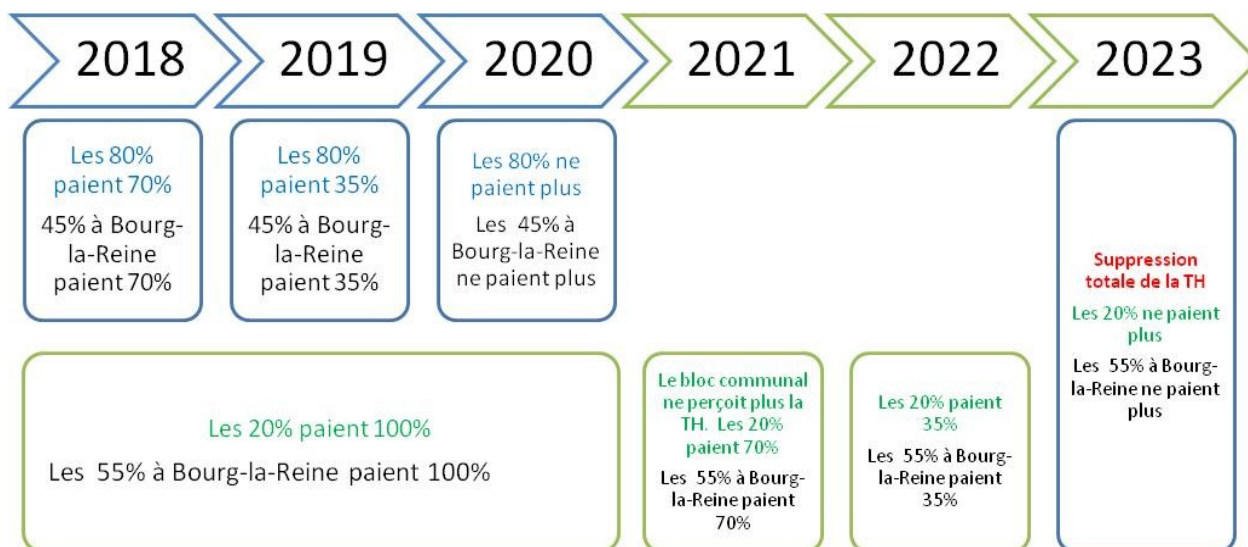 2018
2019
2020
2021
2022
2023
Les 80%
paient 70%
45% à Bourg-
la-Reine
paient 70%
Les 80%
paient 35%
45% à Bourg-
la-Reine
paient 35%
Les 80% ne
paient plus
Les 45% à
Bourg-la-Reine
ne paient plus
Suppression
totale de la TH
Les 20% ne paient
plus
Les 55% à Bourg-
la-Reine ne paient
plus
Les 20% paient 100%
Les 55% à Bourg-la-Reine paient 100%
Le bloc communal
ne perçoit plus la
TH. Les 20%
paient 70%
Les 55% à Bourg-
la-Reine paient
70%
Les 20% paient
35%
Les 55% à Bourg-
la-Reine paient
35%